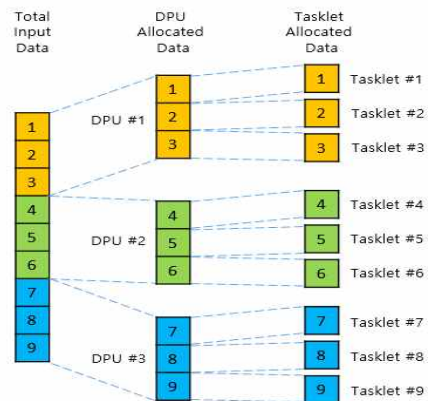 Total Input Data
DPU Allocated Data
Tasklet Allocated Data
1
2
3
4
5
6
7
8
9
DPU #1
1
2
3
DPU #2
4
5
6
DPU #3
7
8
9
1 Tasklet #1
2 Tasklet #2
3 Tasklet #3
4 Tasklet #4
5 Tasklet #5
6 Tasklet #6
7 Tasklet #7
8 Tasklet #8
9 Tasklet #9